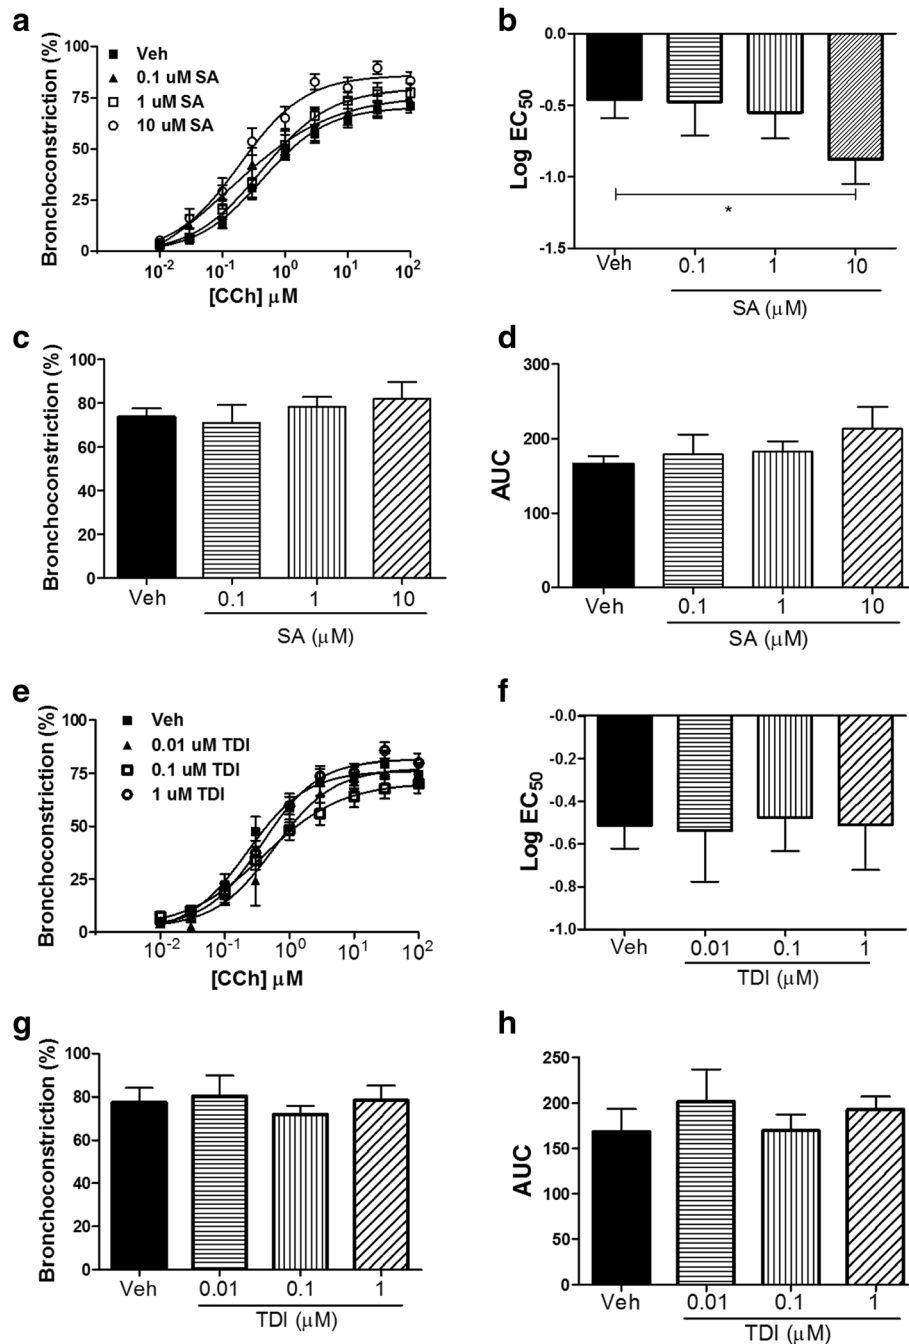 a
Bronchoconstriction (%)
100
75
50
25
0
Veh
0.1 uM SA
1 uM SA
10 uM SA
10⁻² 10⁻¹ 10⁰ 10¹ 10²
[CCh] μM
b
Log EC₅₀
0.0
-0.5
-1.0
-1.5
*
Veh 0.1 1 10
SA (μM)
c
Bronchoconstriction (%)
100
80
60
40
20
0
Veh 0.1 1 10
SA (μM)
d
AUC
300
200
100
0
Veh 0.1 1 10
SA (μM)
e
Bronchoconstriction (%)
100
75
50
25
0
Veh
0.01 uM TDI
0.1 uM TDI
1 uM TDI
10⁻² 10⁻¹ 10⁰ 10¹ 10²
[CCh] μM
f
Log EC₅₀
-0.0
-0.2
-0.4
-0.6
-0.8
-1.0
Veh 0.01 0.1 1
TDI (μM)
g
Bronchoconstriction (%)
100
80
60
40
20
0
Veh 0.01 0.1 1
TDI (μM)
h
AUC
250
200
150
100
50
0
Veh 0.01 0.1 1
TDI (μM)